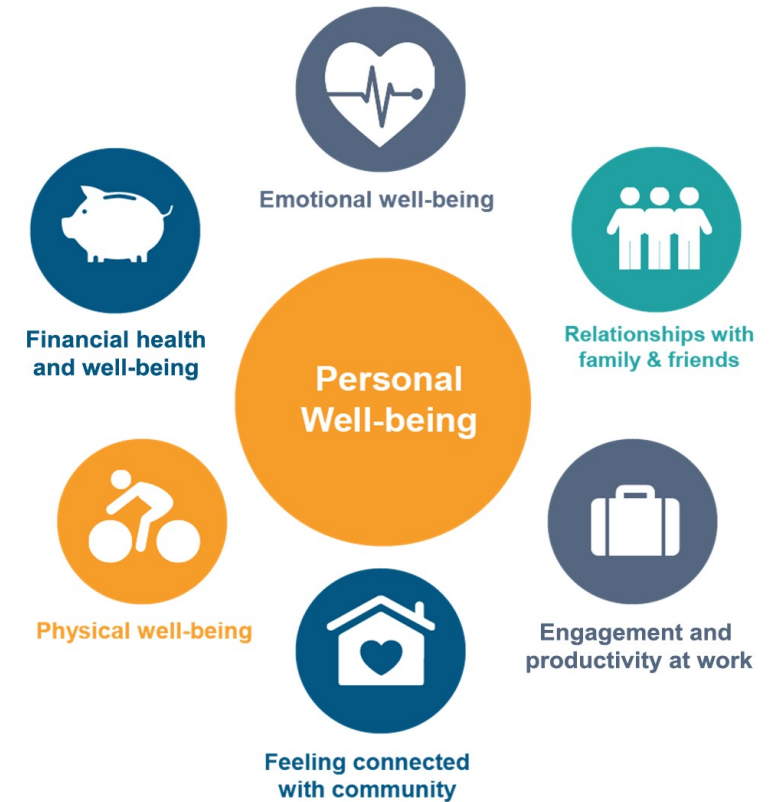 Emotional well-being
Financial health
and well-being
Relationships with
family & friends
Personal
Well-being
Physical well-being
Engagement and
productivity at work
Feeling connected
with community